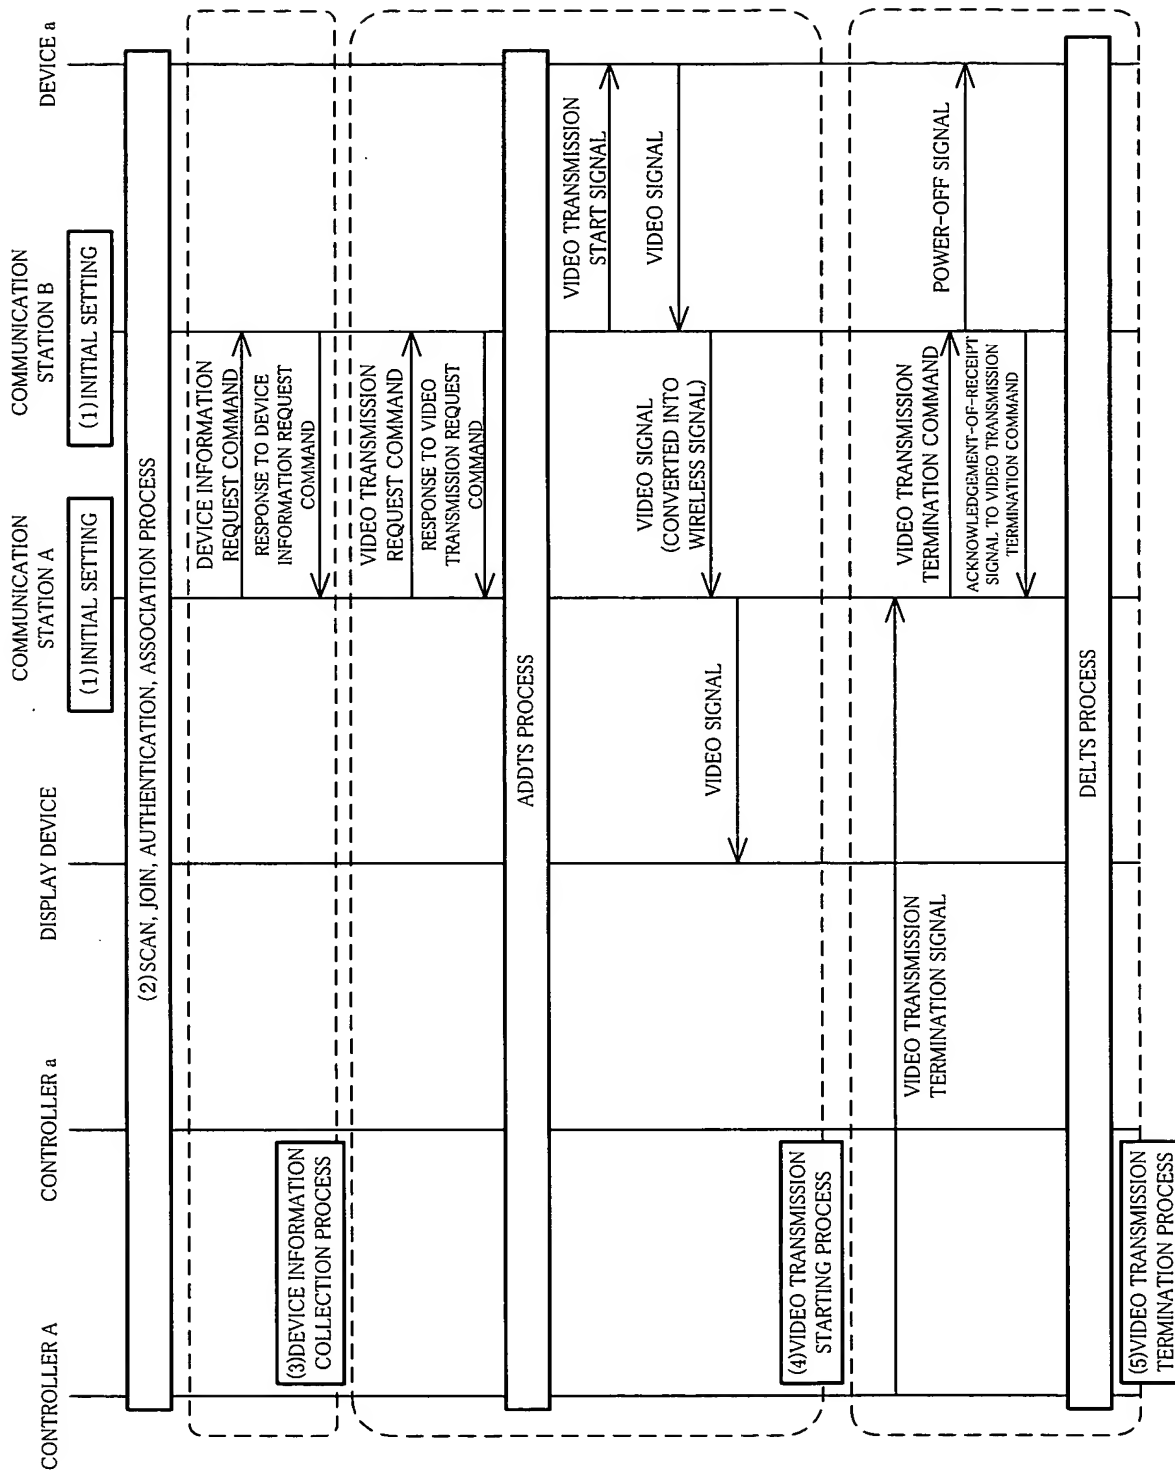 CONTROLLER A
CONTROLLER a
DISPLAY DEVICE
COMMUNICATION
STATION A
COMMUNICATION
STATION B
DEVICE a
(1)INITIAL SETTING
(1)INITIAL SETTING
(2)SCAN, JOIN, AUTHENTICATION, ASSOCIATION PROCESS
DEVICE INFORMATION
REQUEST COMMAND
RESPONSE TO DEVICE
INFORMATION REQUEST
COMMAND
(3)DEVICE INFORMATION
COLLECTION PROCESS
VIDEO TRANSMISSION
REQUEST COMMAND
RESPONSE TO VIDEO
TRANSMISSION REQUEST
COMMAND
ADDTS PROCESS
VIDEO TRANSMISSION
START SIGNAL
VIDEO SIGNAL
VIDEO SIGNAL
(CONVERTED INTO
WIRELESS SIGNAL)
VIDEO SIGNAL
(4)VIDEO TRANSMISSION
STARTING PROCESS
VIDEO TRANSMISSION
TERMINATION SIGNAL
VIDEO TRANSMISSION
TERMINATION COMMAND
POWER-OFF SIGNAL
ACKNOWLEDGEMENT-OF-RECEIPT
SIGNAL TO VIDEO TRANSMISSION
TERMINATION COMMAND
DELTS PROCESS
(5)VIDEO TRANSMISSION
TERMINATION PROCESS